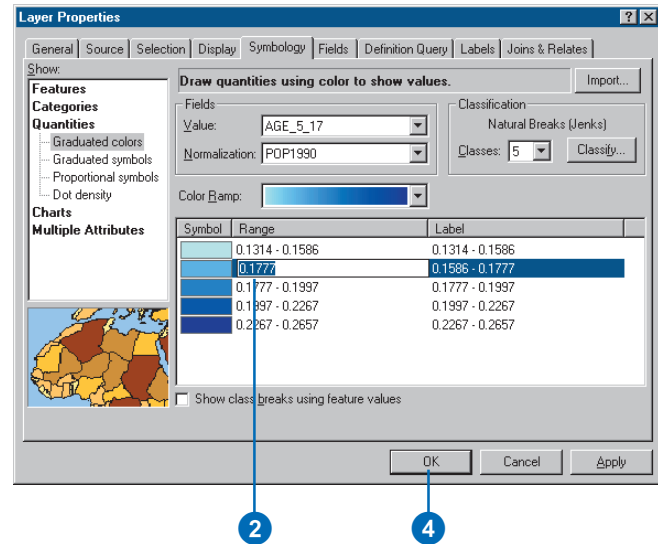 Layer Properties
? X
General Source Selection Display Symbology Fields Definition Query Labels Joins & Relates
Show:
Features
Categories
Quantities
Graduated colors
Graduated symbols
Proportional symbols
Dot density
Charts
Multiple Attributes
Draw quantities using color to show values.
Import...
Fields
Value: AGE_5_17
Normalization: POP1990
Classification
Natural Breaks (Jenks)
Classes: 5 Classify...
Color Ramp:
Symbol Range Label
0.1314 - 0.1586 0.1314 - 0.1586
0.1777 0.1586 - 0.1777
0.1777 - 0.1997 0.1777 - 0.1997
0.1997 - 0.2267 0.1997 - 0.2267
0.2267 - 0.2657 0.2267 - 0.2657
Show class breaks using feature values
OK Cancel Apply
2 4